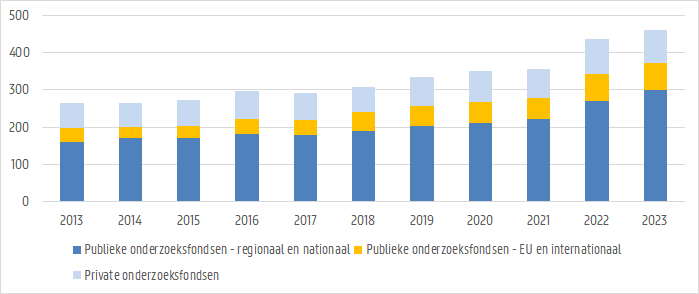 500
400
300
200
100
0
2013 2014 2015 2016 2017 2018 2019 2020 2021 2022 2023
Publieke onderzoeksfondsen - regionaal en nationaal Publieke onderzoeksfondsen - EU en internationaal
Private onderzoeksfondsen